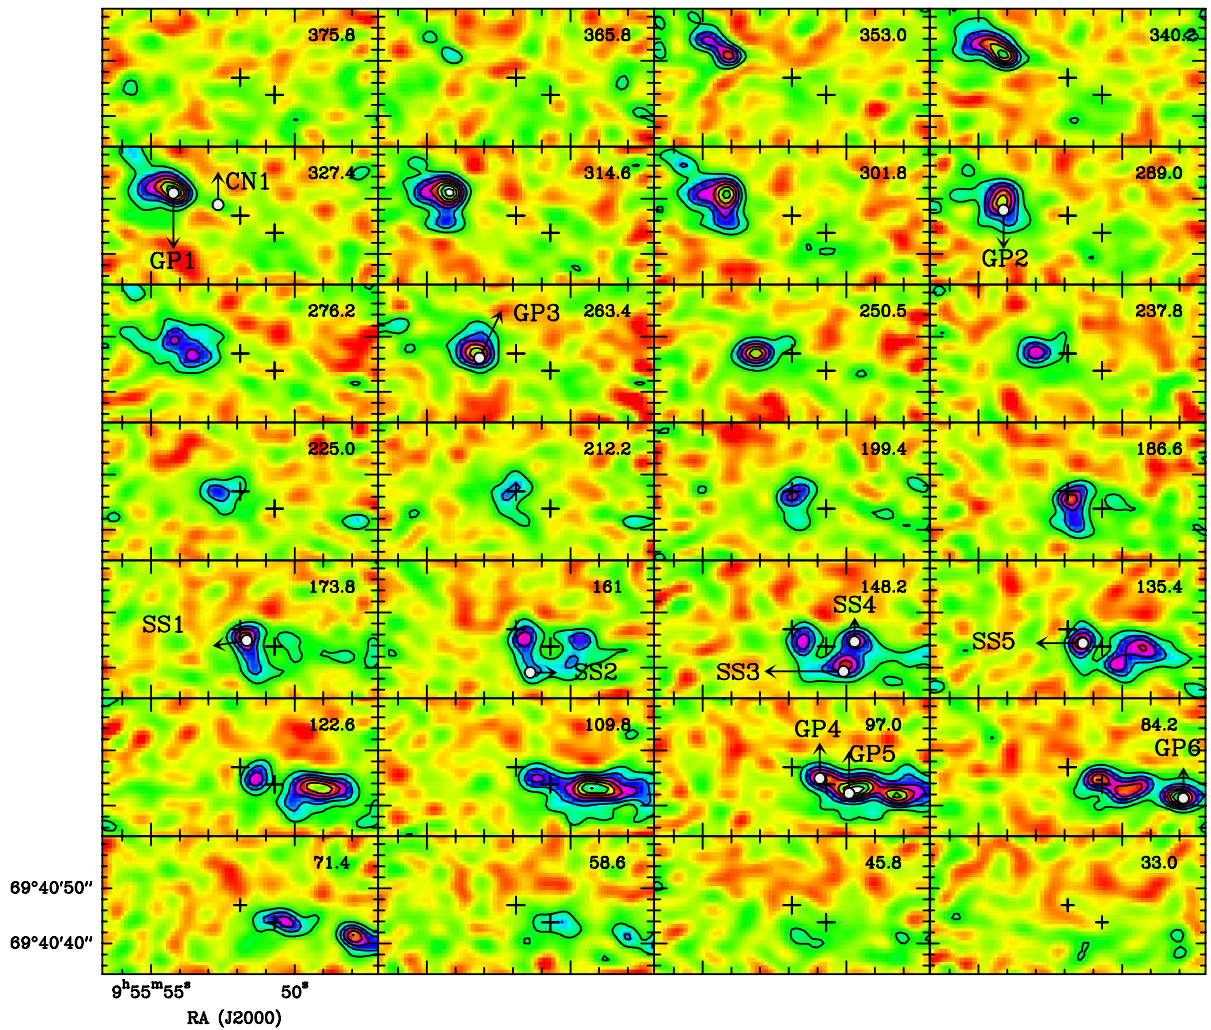 375.8 365.8 353.0 340.2
327.4 314.6 301.8 289.0
CN1
GP1 GP2
276.2 263.4 250.5 237.8
GP3
225.0 212.2 199.4 186.6
173.8 161 148.2 135.4
SS4
SS1 SS5
SS2 SS3
122.6 109.8 97.0 84.2
GP4
GP5 GP6
71.4 58.6 45.8 33.0
69°40'50"
69°40'40"
9ʰ55ᵐ55ˢ 50ˢ
RA (J2000)